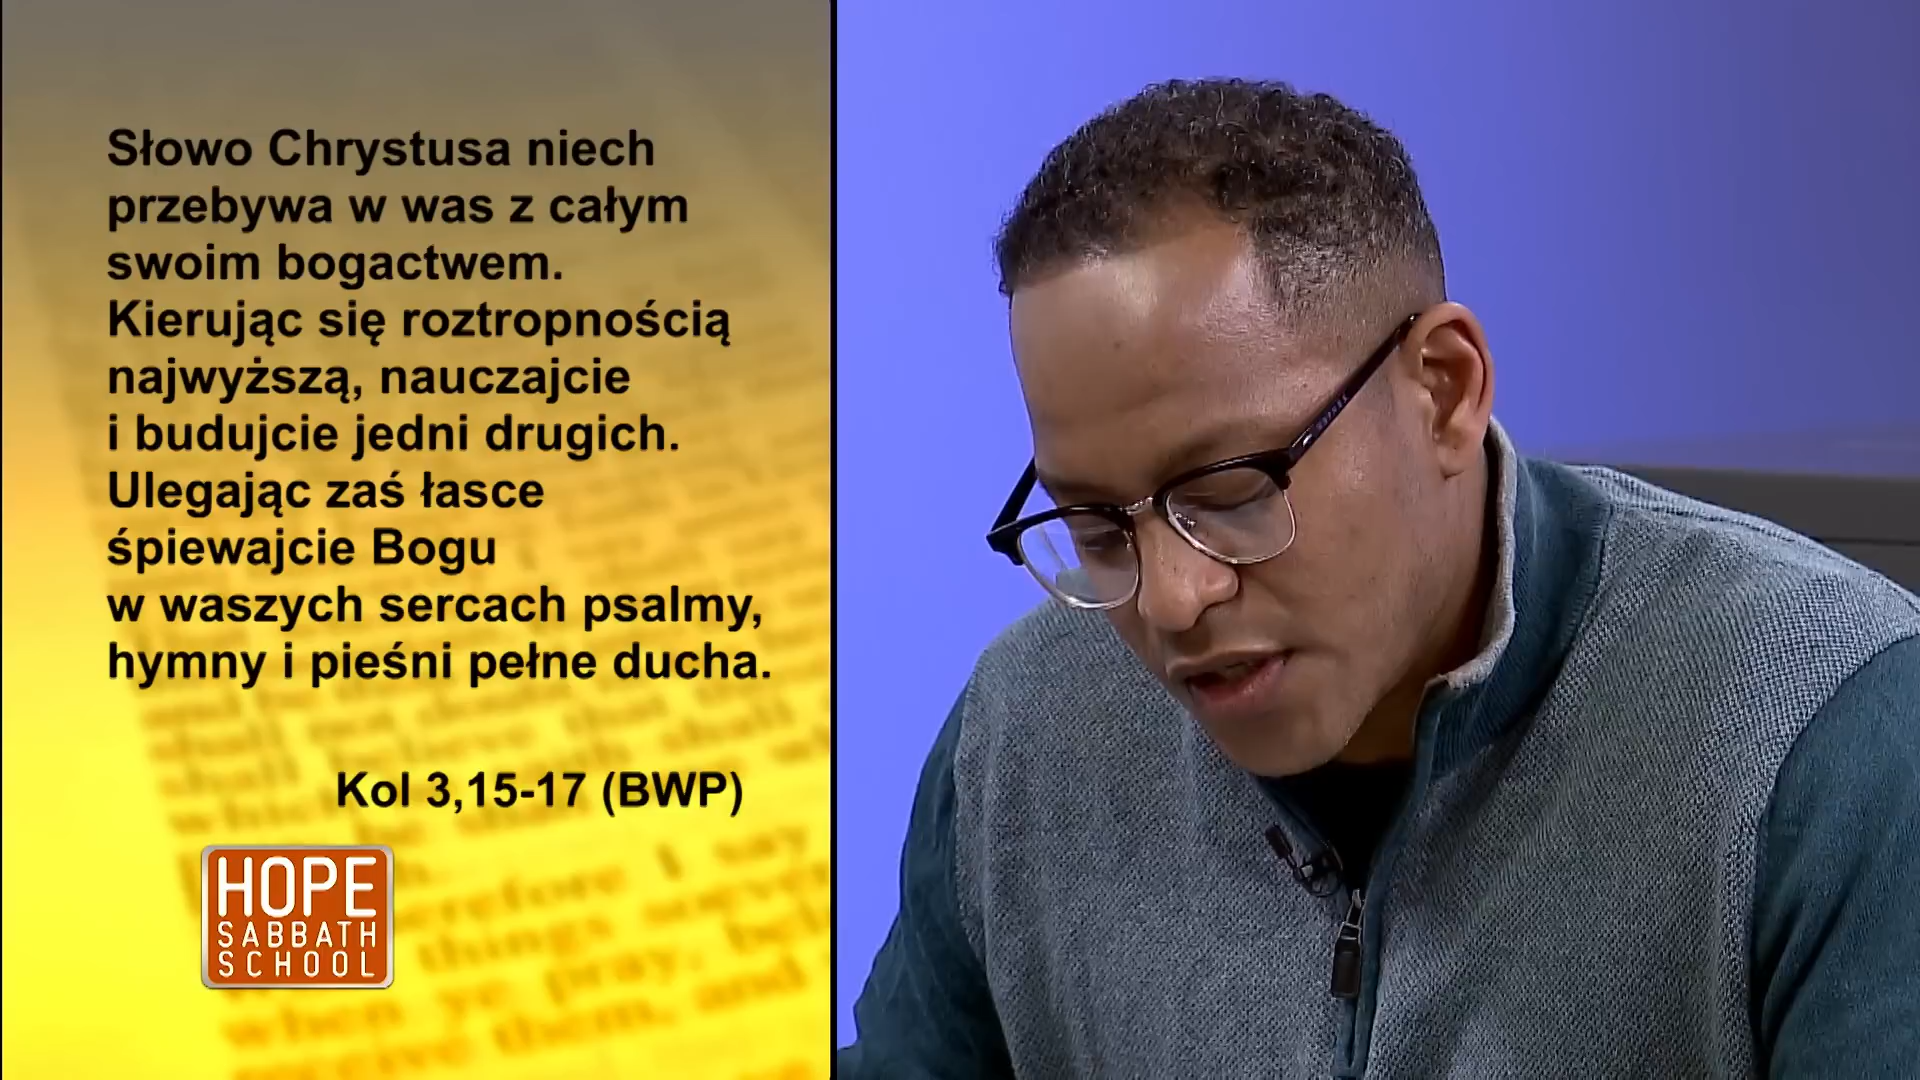 Słowo Chrystusa niech
przebywa w was z całym
swoim bogactwem.
Kierując się roztropnością
najwyższą, nauczajcie
i budujcie jedni drugich.
Ulegając zaś łasce
śpiewajcie Bogu
w waszych sercach psalmy,
hymny i pieśni pełne ducha.
Kol 3,15-17 (BWP)
HOPE
SABBATH
SCHOOL